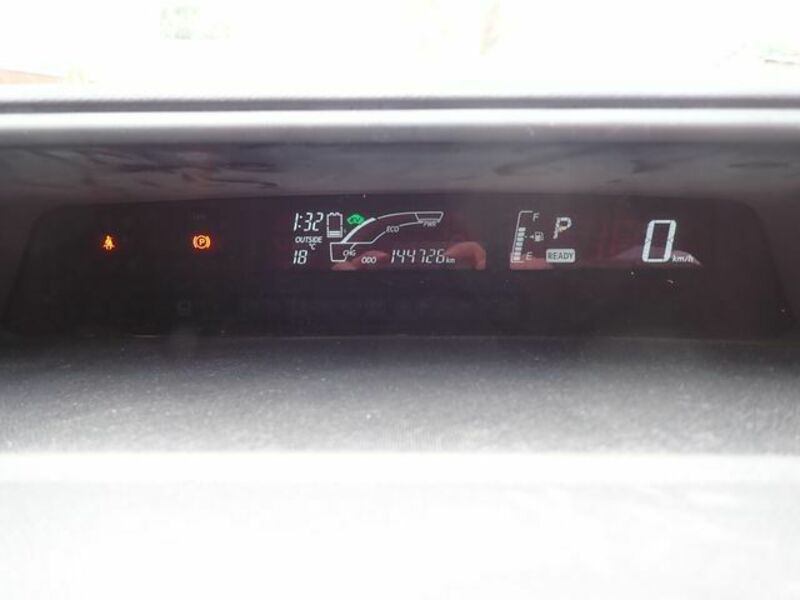 1:32
OUTSIDE
18 °C
CHG ECO PWR
ODO 144726 km
F
E
P
READY
0 km/h
P